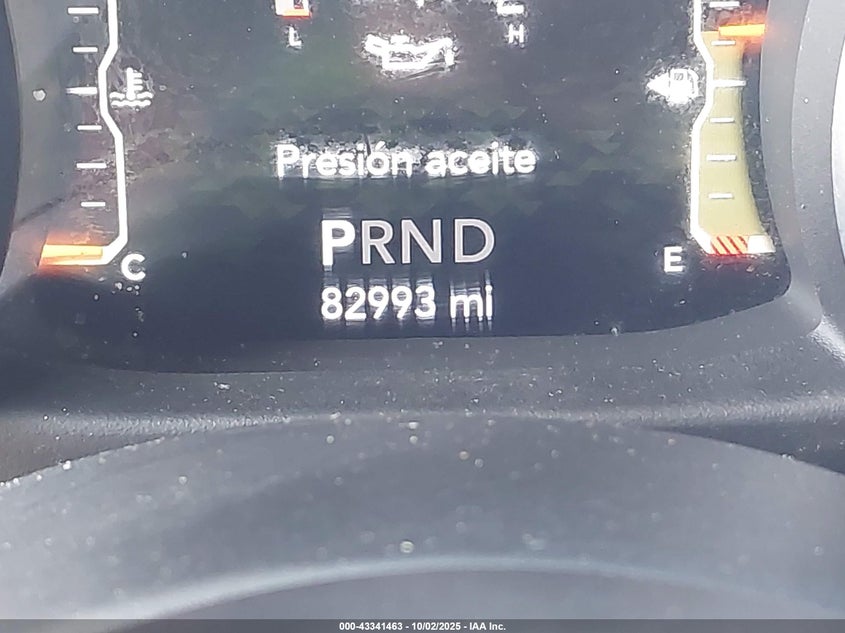 L H
Presión aceite
PRND
C E
82993 mi
000-43341463 - 10/02/2025 - IAA Inc.